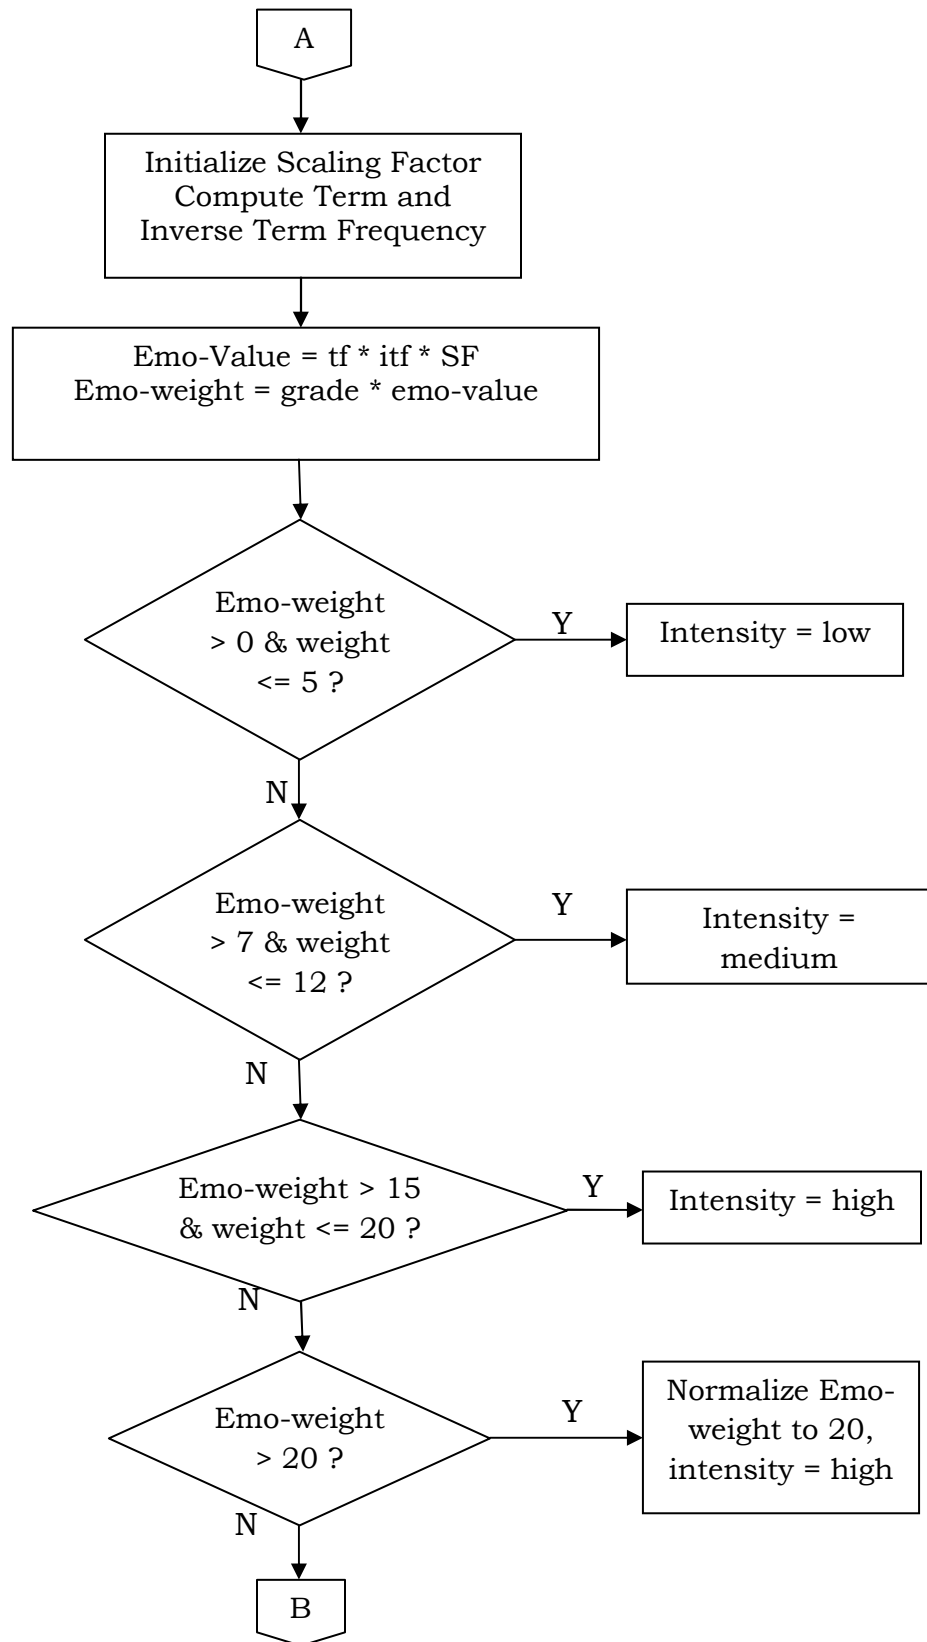 A
Initialize Scaling Factor
Compute Term and
Inverse Term Frequency
Emo-Value = tf * itf * SF
Emo-weight = grade * emo-value
Emo-weight
> 0 & weight
<= 5 ?
Y
Intensity = low
N
Emo-weight
> 7 & weight
<= 12 ?
Y
Intensity =
medium
N
Emo-weight > 15
& weight <= 20 ?
Y
Intensity = high
N
Emo-weight
> 20 ?
Y
Normalize Emo-
weight to 20,
intensity = high
N
B